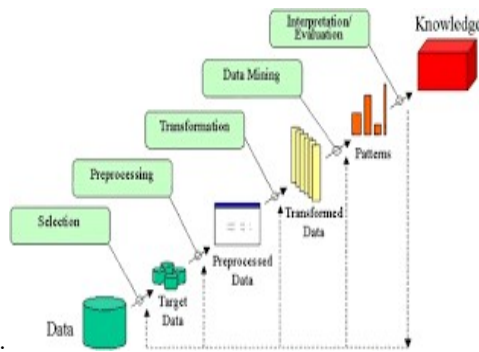 Interpretation/
Evaluation
Knowledge
Data Mining
Transformation
Patterns
Preprocessing
Transformed
Data
Selection
Preprocessed
Data
Target
Data
Data
.